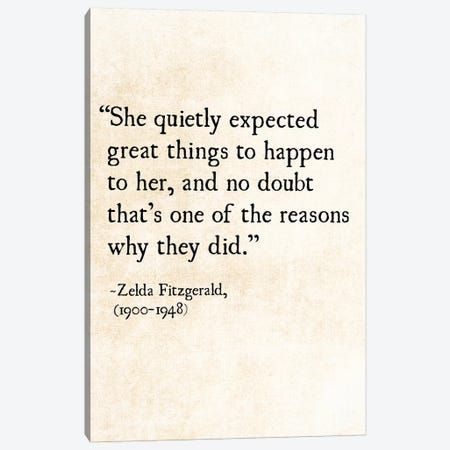 “She quietly expected
great things to happen
to her, and no doubt
that’s one of the reasons
why they did.”
~Zelda Fitzgerald,
(1900-1948)